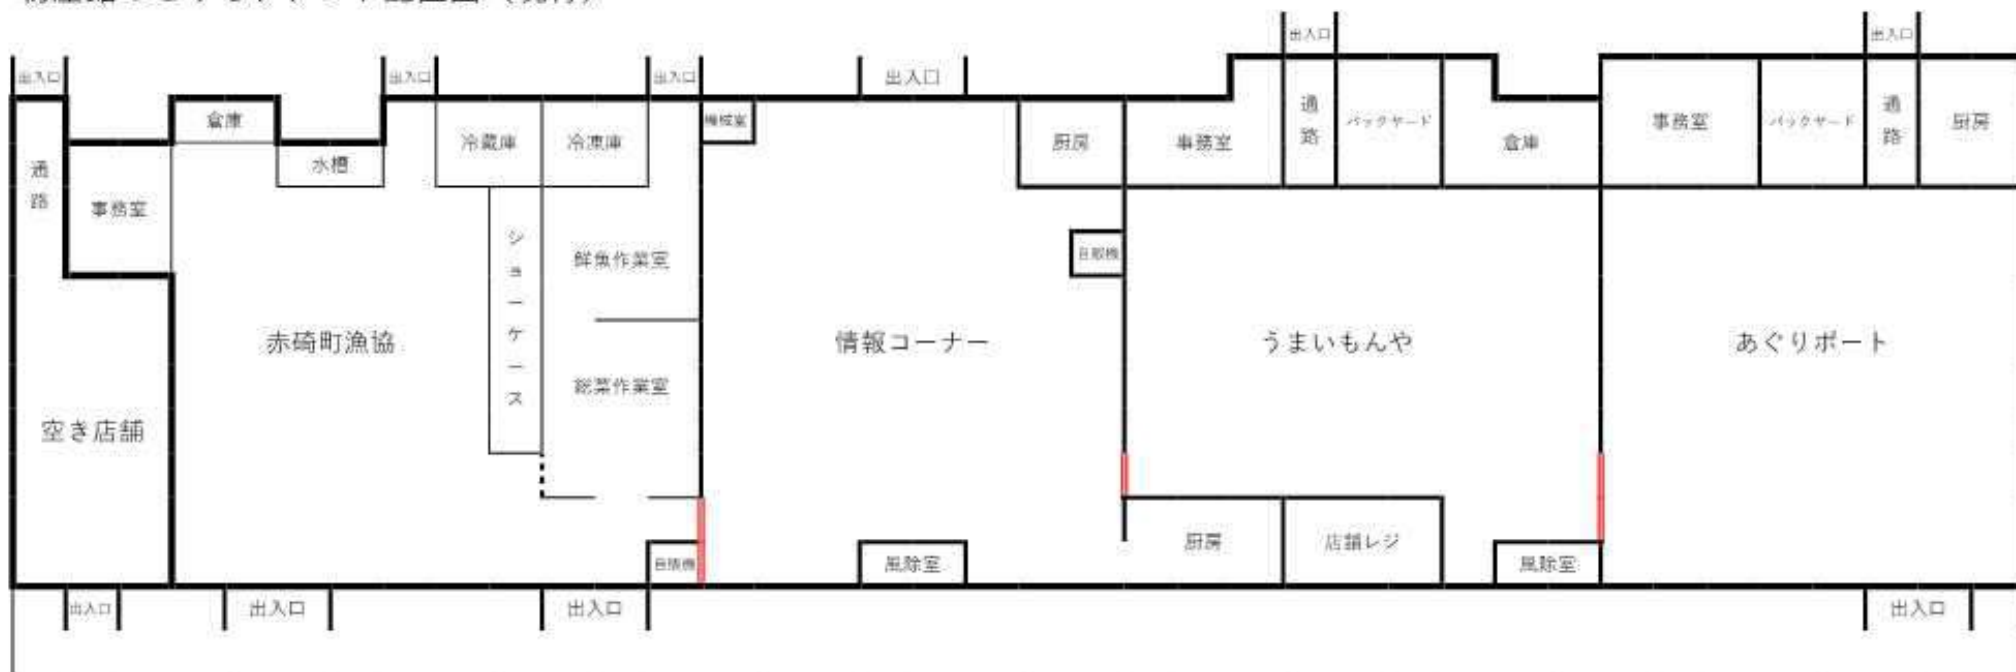 出入口
出入口
出入口
出入口
出入口
出入口
倉庫
水槽
冷蔵庫
冷凍庫
機械室
厨房
事務室
通路
バックヤード
倉庫
事務室
バックヤード
通路
厨房
通路
事務室
ショーケース
鮮魚作業室
自販機
赤碕町漁協
情報コーナー
うまいもんや
あぐりポート
総菜作業室
空き店舗
自販機
風除室
厨房
店舗レジ
風除室
出入口
出入口
出入口
出入口